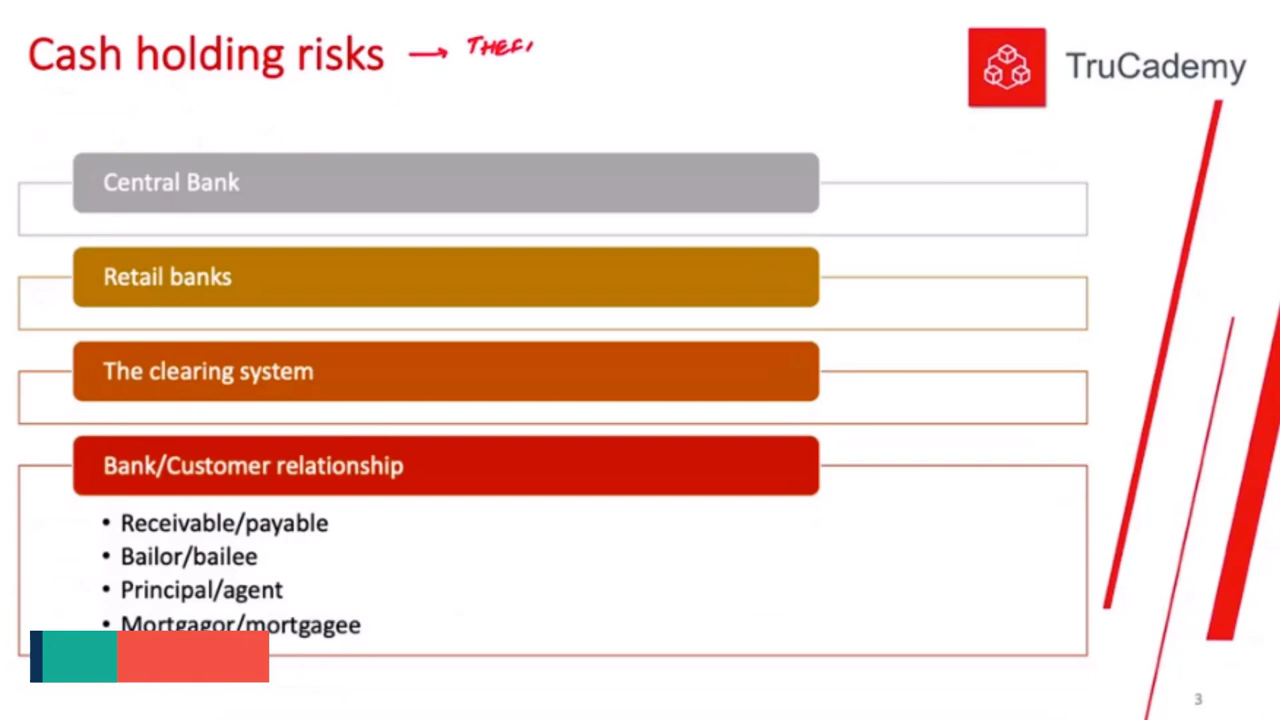 Cash holding risks → THEF
TruCademy
Central Bank
Retail banks
The clearing system
Bank/Customer relationship
• Receivable/payable
• Bailor/bailee
• Principal/agent
• Mortgagor/mortgagee
3